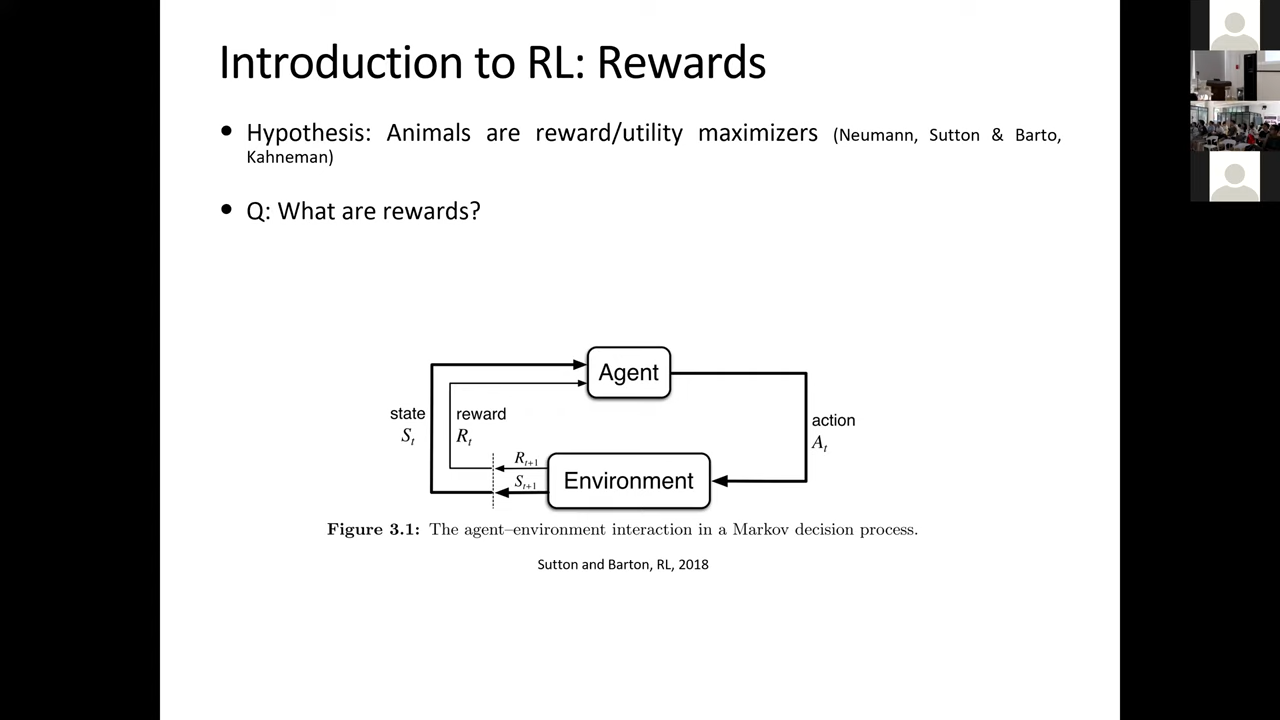 Introduction to RL: Rewards
• Hypothesis: Animals are reward/utility maximizers (Neumann, Sutton & Barto,
Kahneman)
• Q: What are rewards?
Agent
state
S_t
reward
R_t
action
A_t
R_{t+1}
S_{t+1}
Environment
Figure 3.1: The agent–environment interaction in a Markov decision process.
Sutton and Barton, RL, 2018